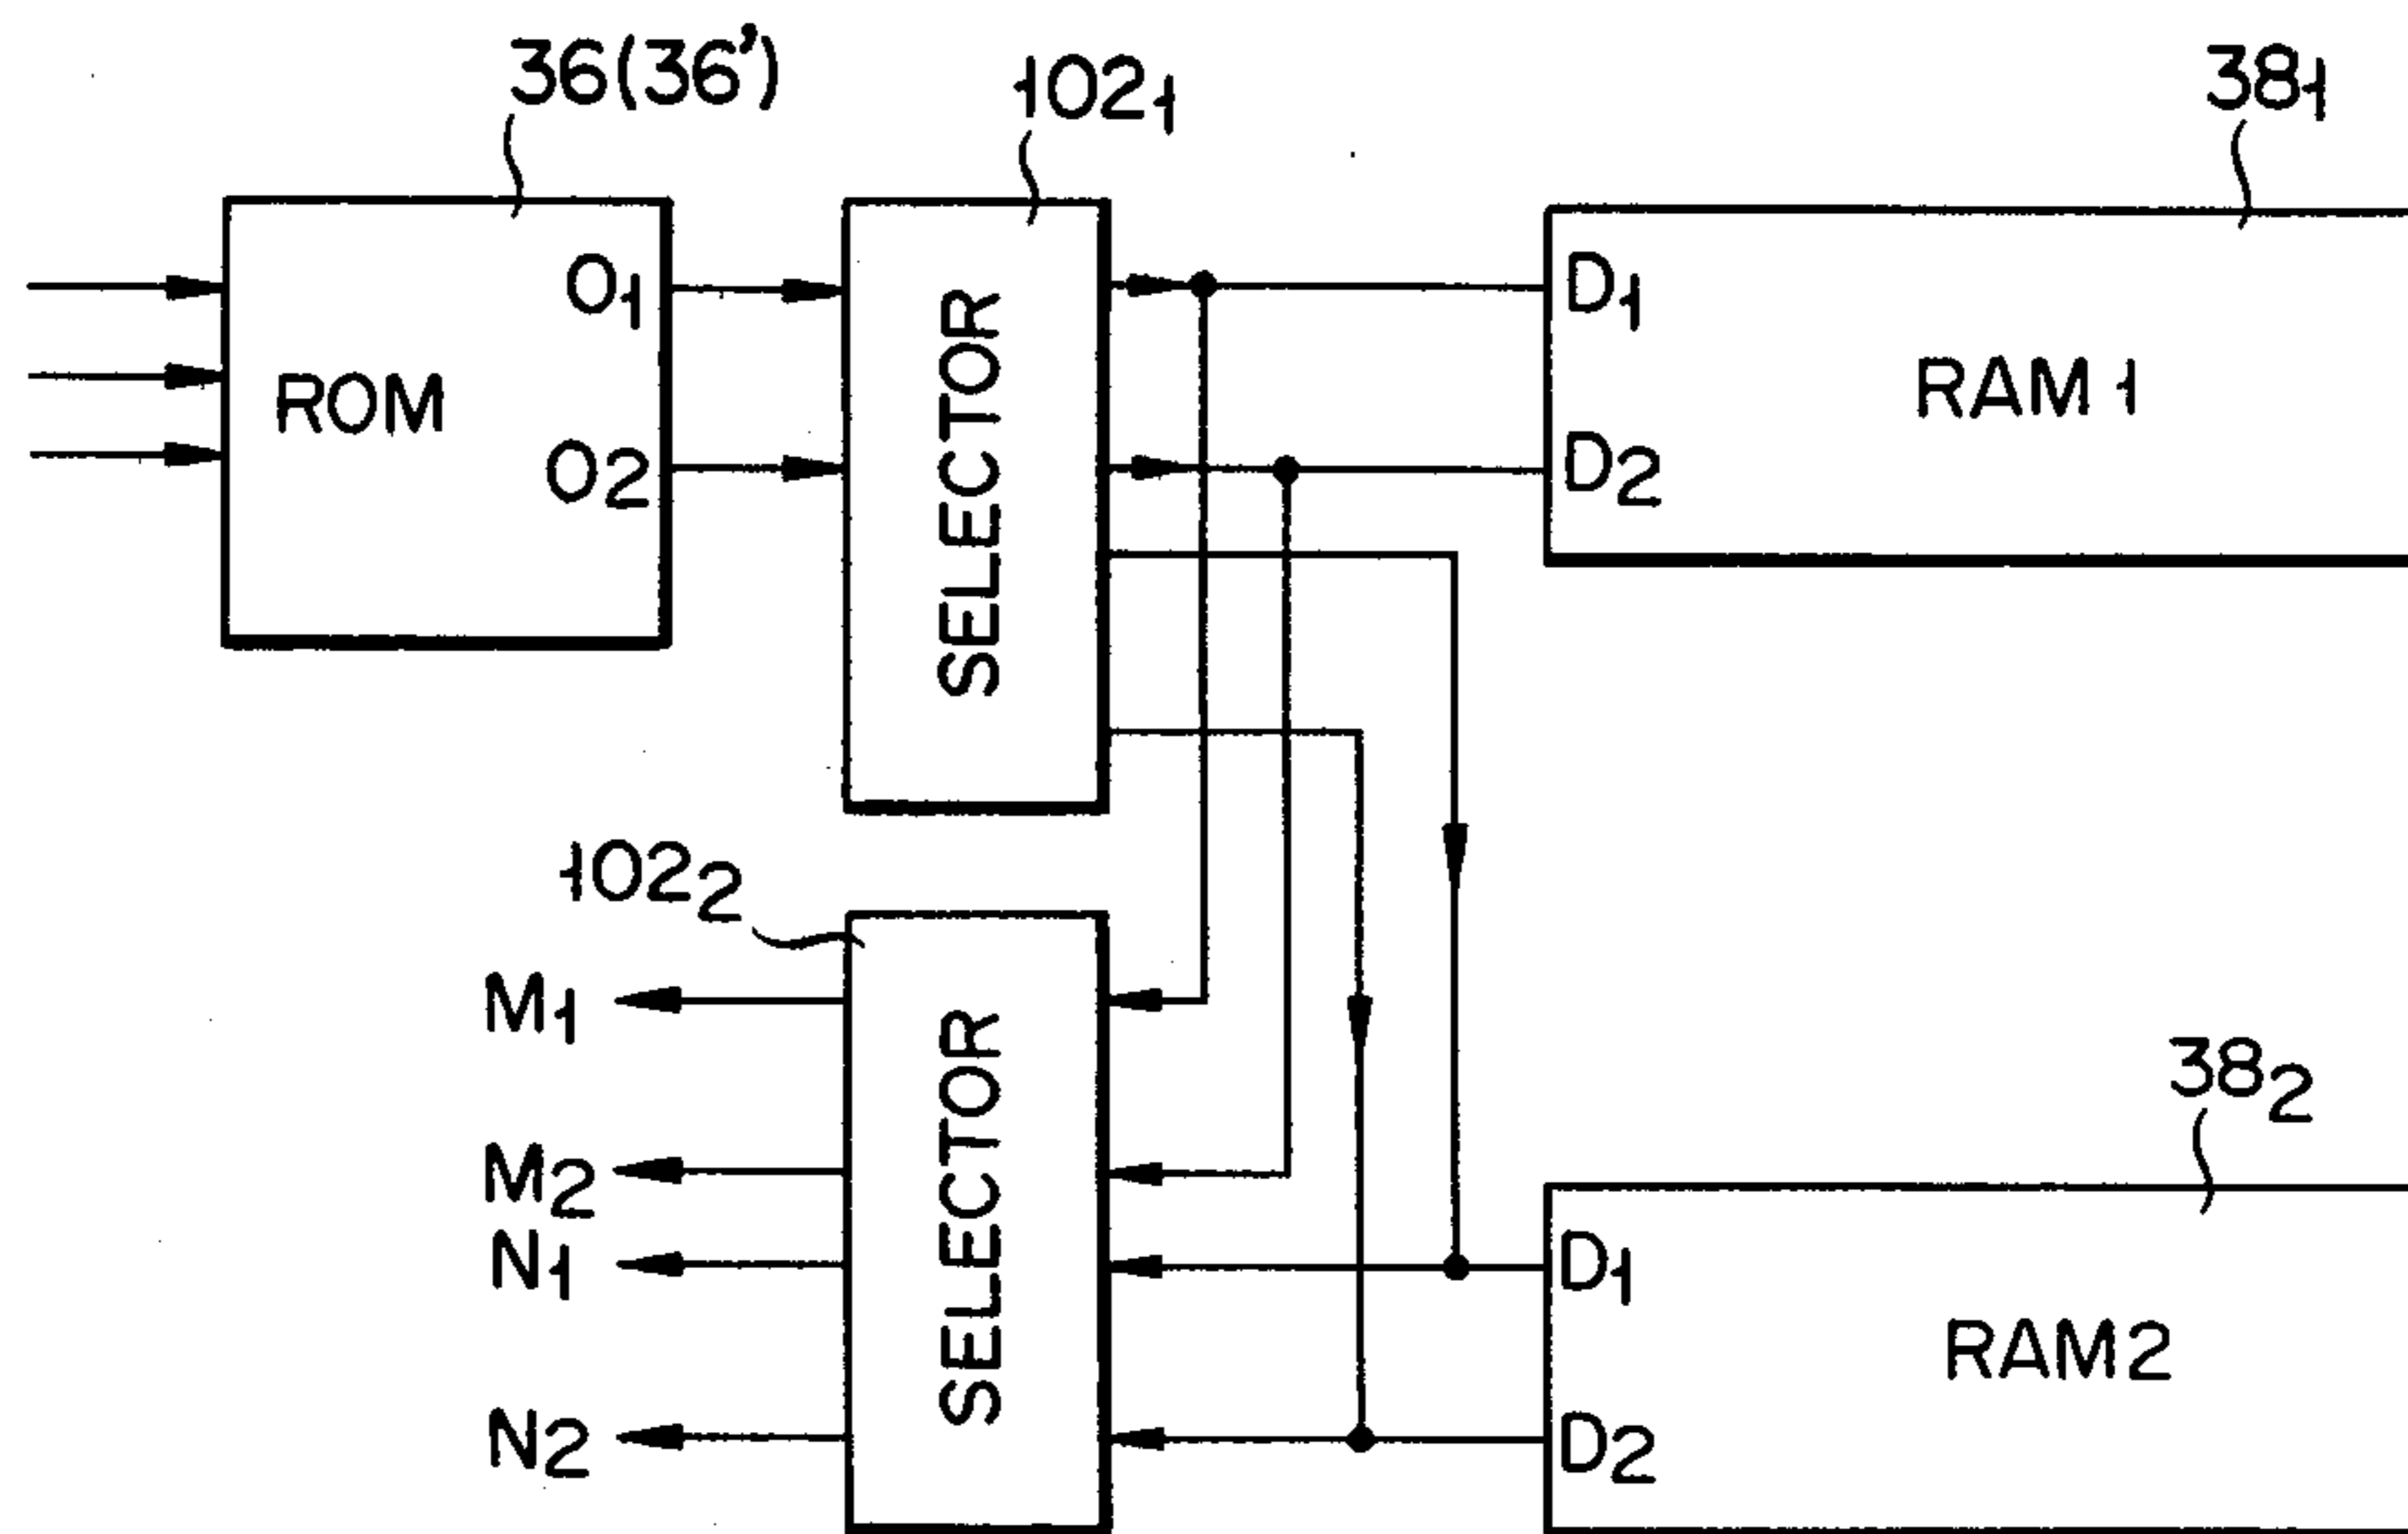 36(36')
102₁
38₁
ROM
O₁
O₂
SELECTOR
D₁
D₂
RAM 1
102₂
M₁
M₂
N₁
N₂
SELECTOR
38₂
D₁
D₂
RAM2